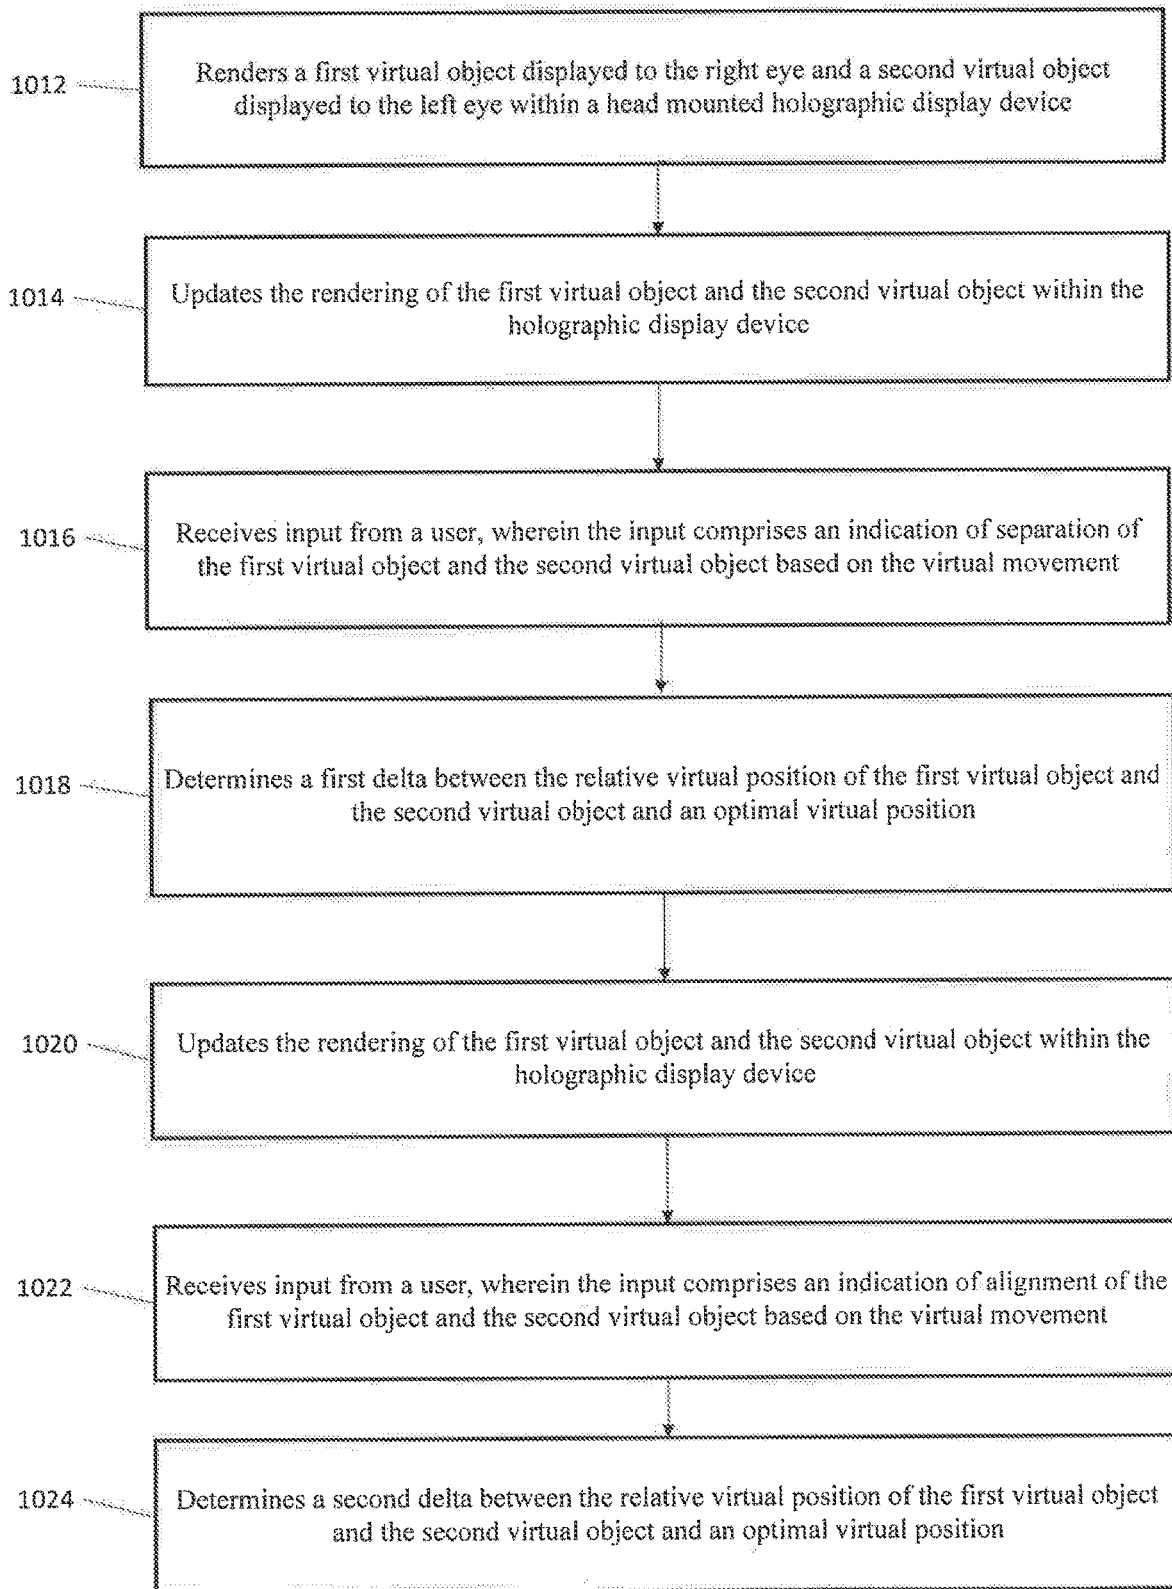 1012
Renders a first virtual object displayed to the right eye and a second virtual object
displayed to the left eye within a head mounted holographic display device
1014
Updates the rendering of the first virtual object and the second virtual object within the
holographic display device
1016
Receives input from a user, wherein the input comprises an indication of separation of
the first virtual object and the second virtual object based on the virtual movement
1018
Determines a first delta between the relative virtual position of the first virtual object and
the second virtual object and an optimal virtual position
1020
Updates the rendering of the first virtual object and the second virtual object within the
holographic display device
1022
Receives input from a user, wherein the input comprises an indication of alignment of the
first virtual object and the second virtual object based on the virtual movement
1024
Determines a second delta between the relative virtual position of the first virtual object
and the second virtual object and an optimal virtual position